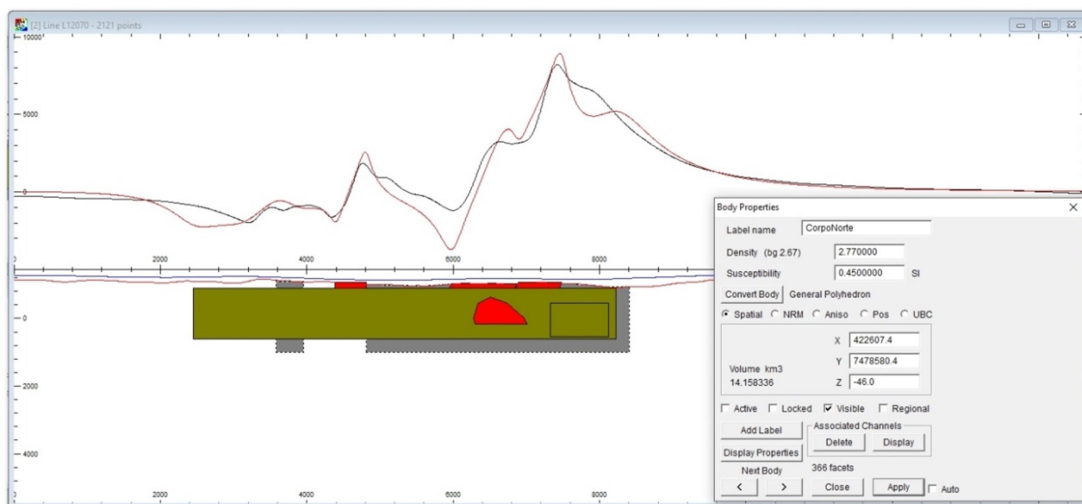 [2] Line L12070 - 2121 points
10000
5000
0
2000
4000
6000
8000
0
2000
4000
0
2000
4000
6000
8000
Body Properties
Label name CorpoNorte
Density (bg 2.67) 2.770000
Susceptibility 0.4500000 SI
Convert Body General Polyhedron
Spatial NRM Aniso Pos UBC
X 422607.4
Y 7478580.4
Volume km3
14.158336 Z -46.0
Active Locked Visible Regional
Add Label Associated Channels
Delete Display
Display Properties
Next Body 366 facets
< > Close Apply Auto